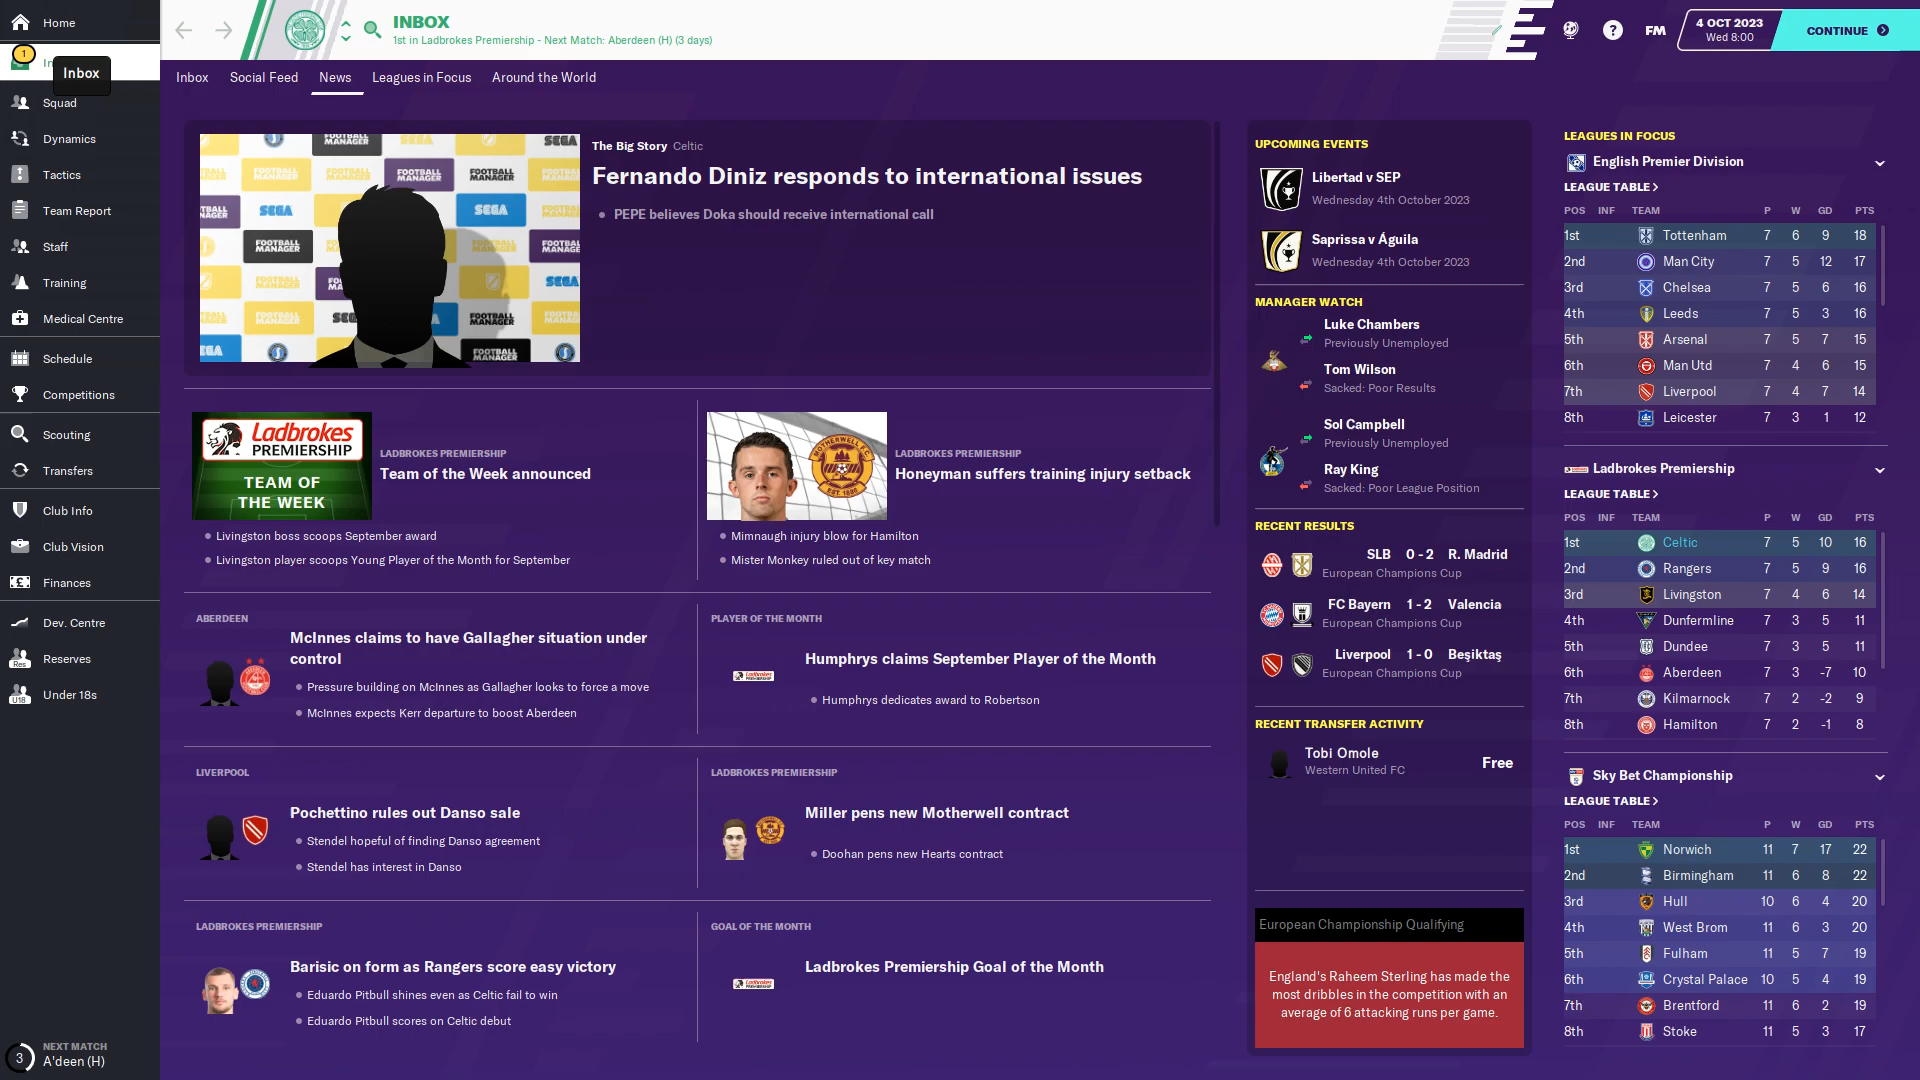 Home
1
Inbox
Squad
Dynamics
Tactics
Team Report
Staff
Training
Medical Centre
Schedule
Competitions
Scouting
Transfers
Club Info
Club Vision
Finances
Dev. Centre
Res
Reserves
U18
Under 18s
3
NEXT MATCH
A'deen (H)
INBOX
1st in Ladbrokes Premiership - Next Match: Aberdeen (H) (3 days)
?
FM
4 OCT 2023
Wed 8:00
CONTINUE
Inbox Social Feed News Leagues in Focus Around the World
The Big Story Celtic
Fernando Diniz responds to international issues
PEPE believes Doka should receive international call
SEGA
FOOTBALL MANAGER
Ladbrokes
PREMIERSHIP
TEAM OF
THE WEEK
LADBROKES PREMIERSHIP
Team of the Week announced
Livingston boss scoops September award
Livingston player scoops Young Player of the Month for September
LADBROKES PREMIERSHIP
Honeyman suffers training injury setback
Mimnaugh injury blow for Hamilton
Mister Monkey ruled out of key match
ABERDEEN
McInnes claims to have Gallagher situation under
control
Pressure building on McInnes as Gallagher looks to force a move
McInnes expects Kerr departure to boost Aberdeen
PLAYER OF THE MONTH
Humphrys claims September Player of the Month
Humphrys dedicates award to Robertson
LIVERPOOL
Pochettino rules out Danso sale
Stendel hopeful of finding Danso agreement
Stendel has interest in Danso
LADBROKES PREMIERSHIP
Miller pens new Motherwell contract
Doohan pens new Hearts contract
LADBROKES PREMIERSHIP
Barisic on form as Rangers score easy victory
Eduardo Pitbull shines even as Celtic fail to win
Eduardo Pitbull scores on Celtic debut
GOAL OF THE MONTH
Ladbrokes Premiership Goal of the Month
UPCOMING EVENTS
Libertad v SEP
Wednesday 4th October 2023
Saprissa v Águila
Wednesday 4th October 2023
MANAGER WATCH
Luke Chambers
Previously Unemployed
Tom Wilson
Sacked: Poor Results
Sol Campbell
Previously Unemployed
Ray King
Sacked: Poor League Position
RECENT RESULTS
SLB 0 - 2 R. Madrid
European Champions Cup
FC Bayern 1 - 2 Valencia
European Champions Cup
Liverpool 1 - 0 Beşiktaş
European Champions Cup
RECENT TRANSFER ACTIVITY
Tobi Omole
Western United FC
Free
European Championship Qualifying
England's Raheem Sterling has made the
most dribbles in the competition with an
average of 6 attacking runs per game.
LEAGUES IN FOCUS
English Premier Division
LEAGUE TABLE >
POS INF TEAM P W GD PTS
1st Tottenham 7 6 9 18
2nd Man City 7 5 12 17
3rd Chelsea 7 5 6 16
4th Leeds 7 5 3 16
5th Arsenal 7 5 7 15
6th Man Utd 7 4 6 15
7th Liverpool 7 4 7 14
8th Leicester 7 3 1 12
Ladbrokes Premiership
LEAGUE TABLE >
POS INF TEAM P W GD PTS
1st Celtic 7 5 10 16
2nd Rangers 7 5 9 16
3rd Livingston 7 4 6 14
4th Dunfermline 7 3 5 11
5th Dundee 7 3 5 11
6th Aberdeen 7 3 -7 10
7th Kilmarnock 7 2 -2 9
8th Hamilton 7 2 -1 8
Sky Bet Championship
LEAGUE TABLE >
POS INF TEAM P W GD PTS
1st Norwich 11 7 17 22
2nd Birmingham 11 6 8 22
3rd Hull 10 6 4 20
4th West Brom 11 6 3 20
5th Fulham 11 5 7 19
6th Crystal Palace 10 5 4 19
7th Brentford 11 6 2 19
8th Stoke 11 5 3 17